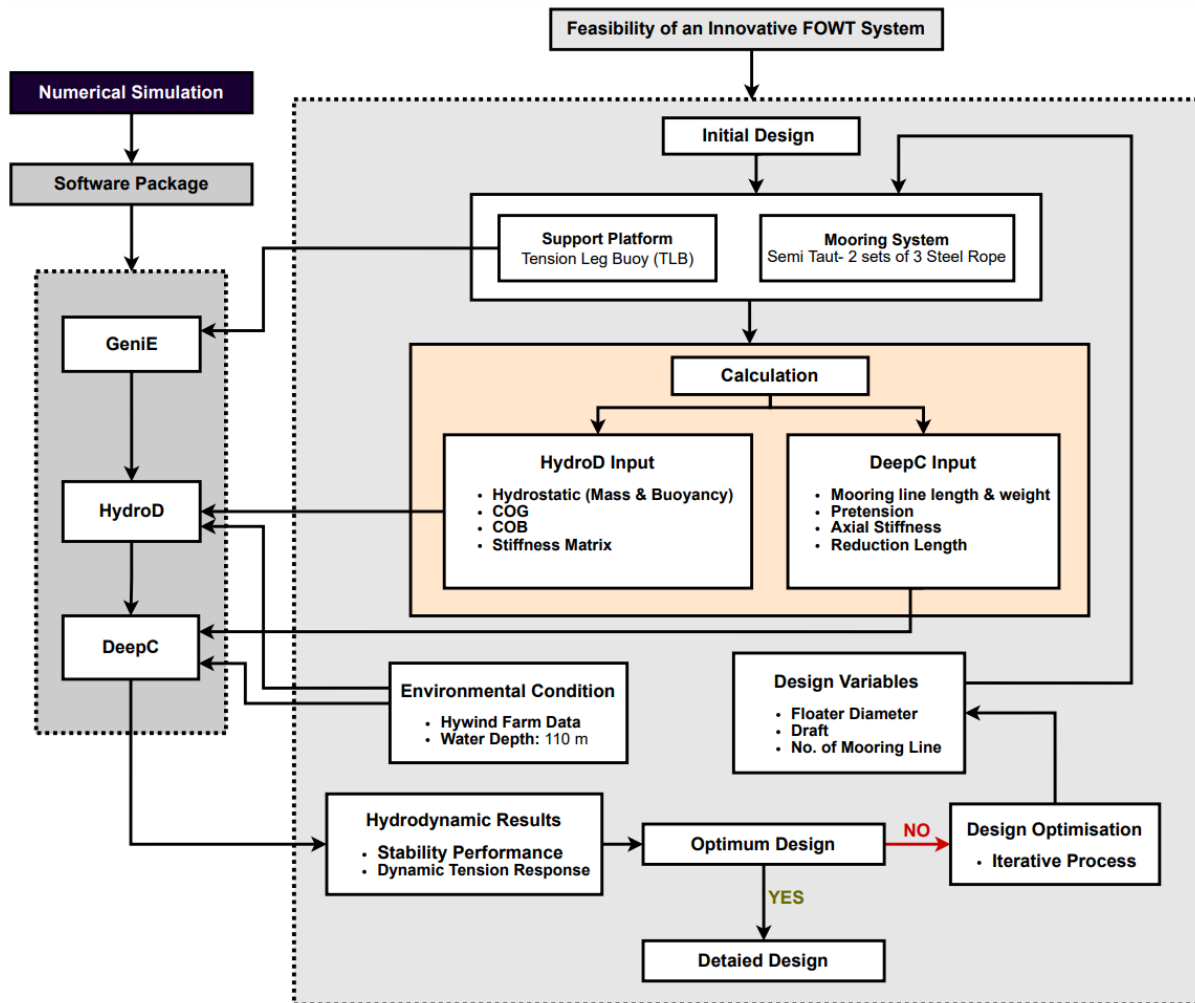 Feasibility of an Innovative FOWT System
Numerical Simulation
Software Package
Initial Design
Support Platform
Tension Leg Buoy (TLB)
Mooring System
Semi Taut- 2 sets of 3 Steel Rope
GeniE
Calculation
HydroD Input
• Hydrostatic (Mass & Buoyancy)
• COG
• COB
• Stiffness Matrix
DeepC Input
• Mooring line length & weight
• Pretension
• Axial Stiffness
• Reduction Length
HydroD
DeepC
Environmental Condition
• Hywind Farm Data
• Water Depth: 110 m
Design Variables
• Floater Diameter
• Draft
• No. of Mooring Line
Hydrodynamic Results
• Stability Performance
• Dynamic Tension Response
Optimum Design
NO
Design Optimisation
• Iterative Process
YES
Detaied Design